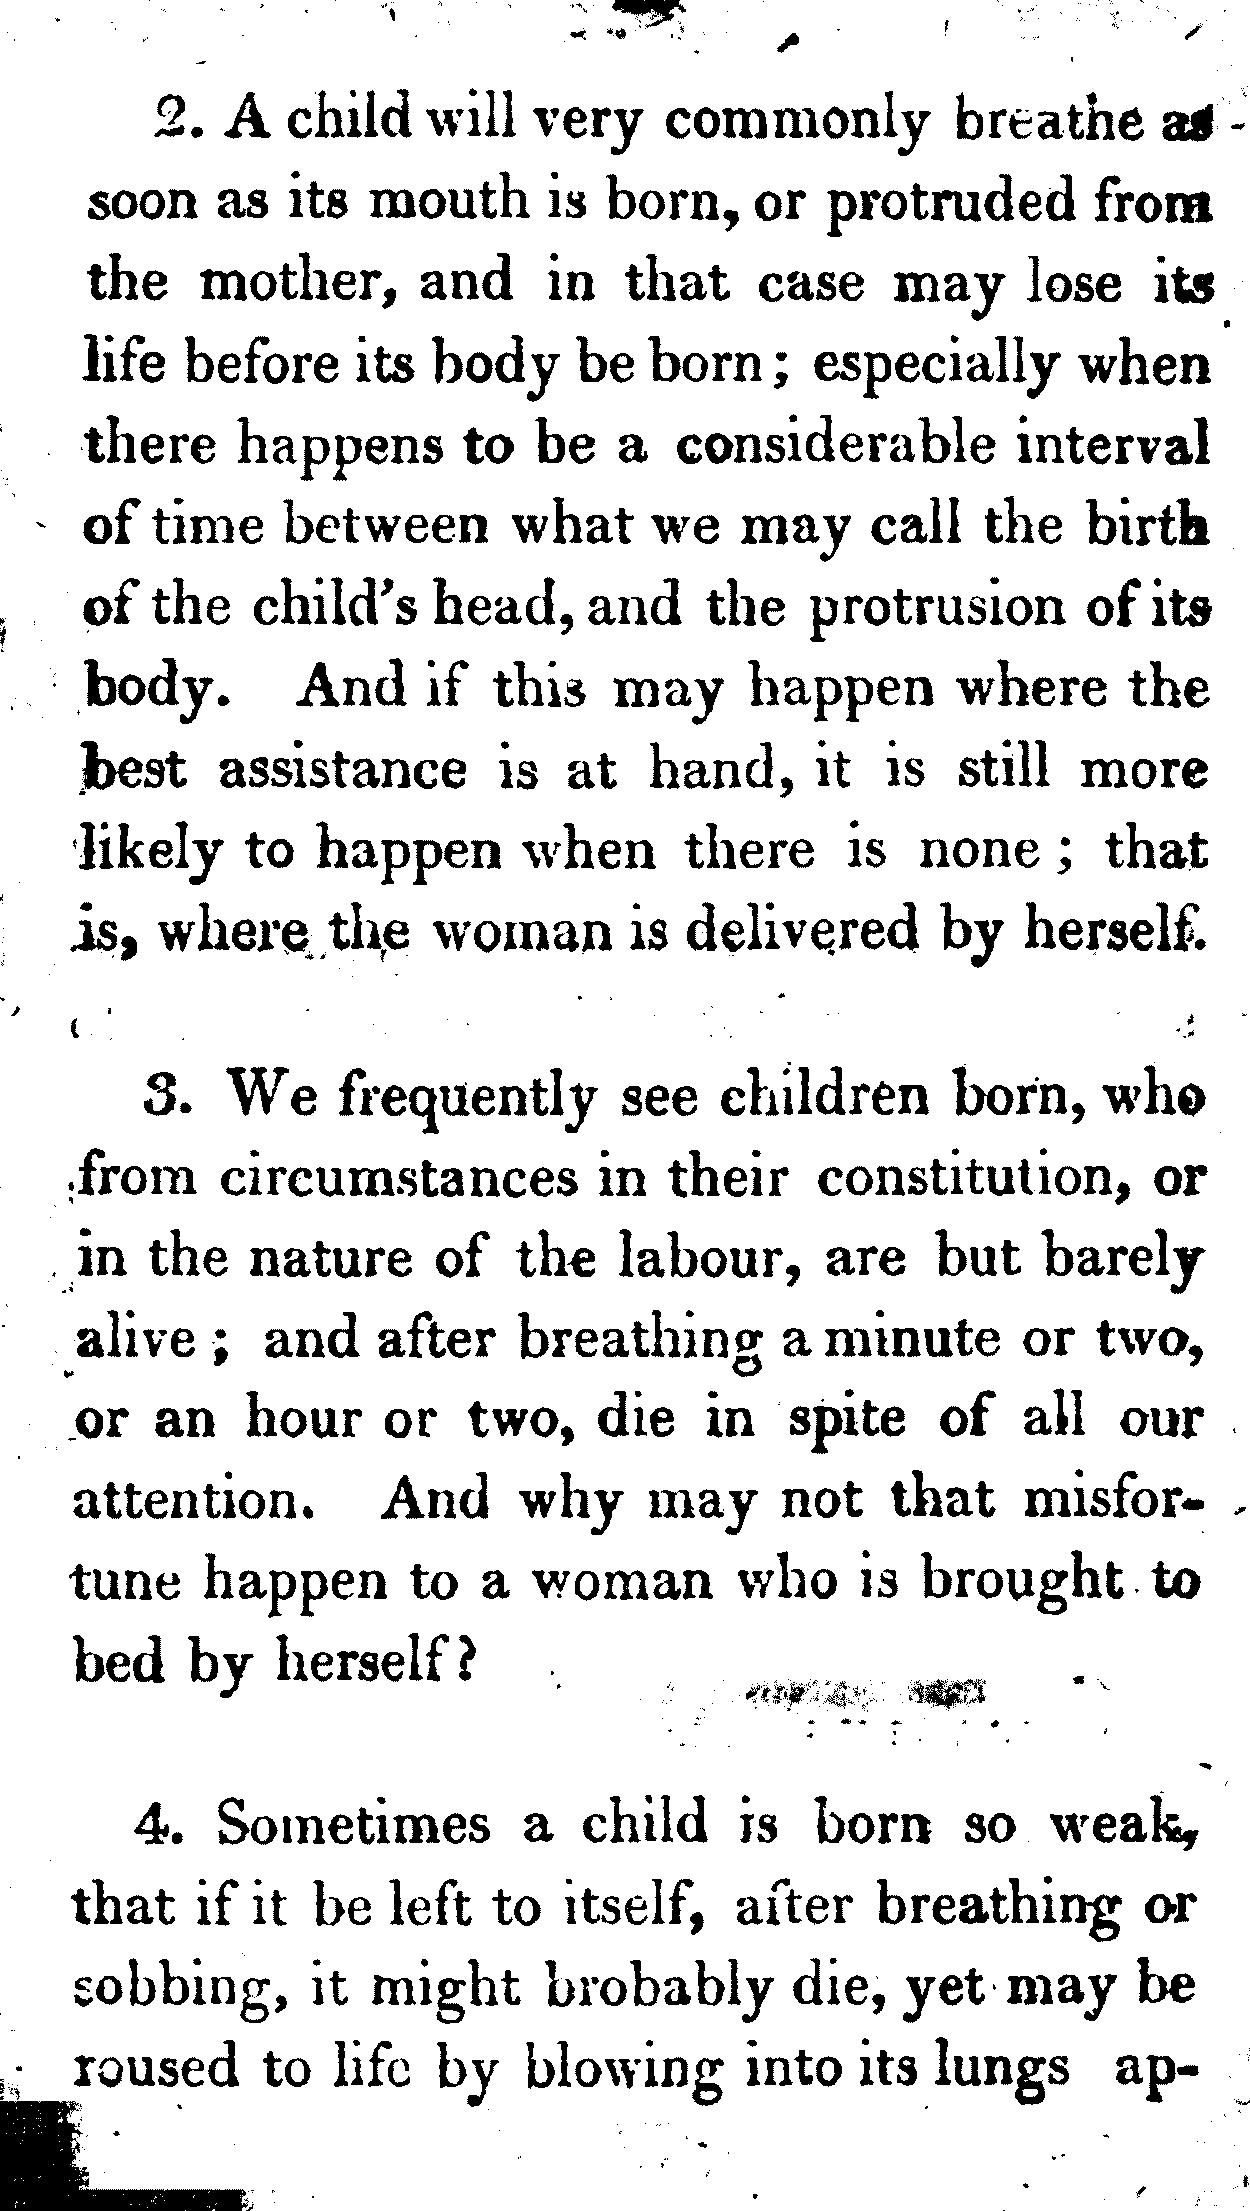 2. A child will very commonly breathe as
soon as its mouth is born, or protruded from
the mother, and in that case may lose its
life before its body be born; especially when
there happens to be a considerable interval
of time between what we may call the birth
of the child's head, and the protrusion of its
body. And if this may happen where the
best assistance is at hand, it is still more
likely to happen when there is none; that
is, where the woman is delivered by herself.
3. We frequently see children born, who
from circumstances in their constitution, or
in the nature of the labour, are but barely
alive; and after breathing a minute or two,
or an hour or two, die in spite of all our
attention. And why may not that misfor-
tune happen to a woman who is brought to
bed by herself?
4. Sometimes a child is born so weak,
that if it be left to itself, after breathing or
sobbing, it might brobably die, yet may be
roused to life by blowing into its lungs ap-